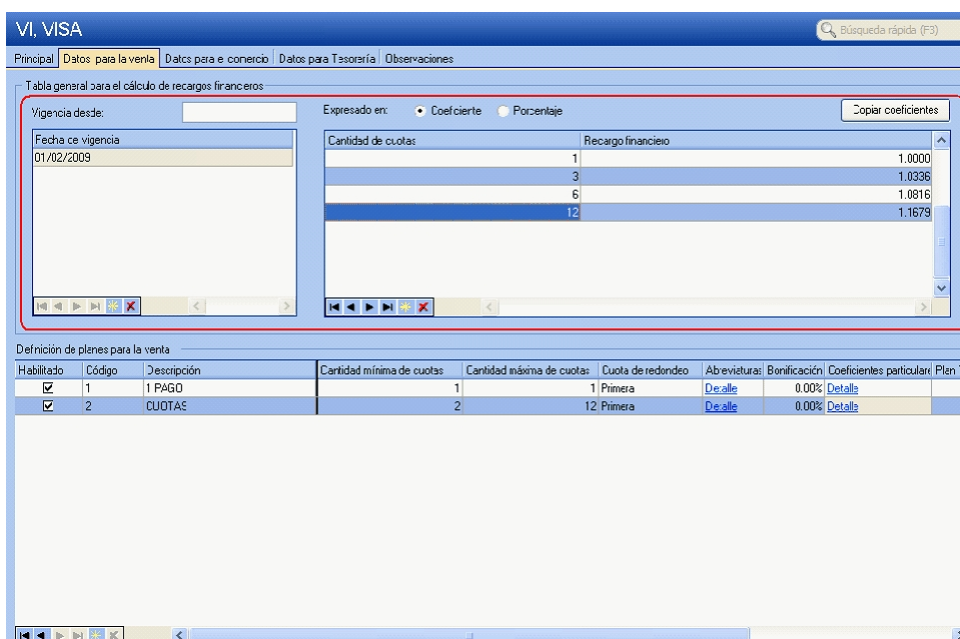 VI, VISA
Búsqueda rápida (F3)
Principal Datos para la venta Datos para el comercio Datos para Tesorería Observaciones
Tabla general para el cálculo de recargos financieros
Vigencia desde: Expresado en: Coeficiente Porcentaje Copiar coeficientes
Fecha de vigencia
01/02/2009
Cantidad de cuotas Recargo financiero
1 1.0000
3 1.0336
6 1.0816
12 1.1679
Definición de planes para la venta
Habilitado Código Descripción Cantidad mínima de cuotas Cantidad máxima de cuotas Cuota de redondeo Abreviaturas Bonificación Coeficientes particulare Plan
1 1 PAGO 1 1 Primera Detalle 0.00% Detalle
2 CUOTAS 2 12 Primera Detalle 0.00% Detalle